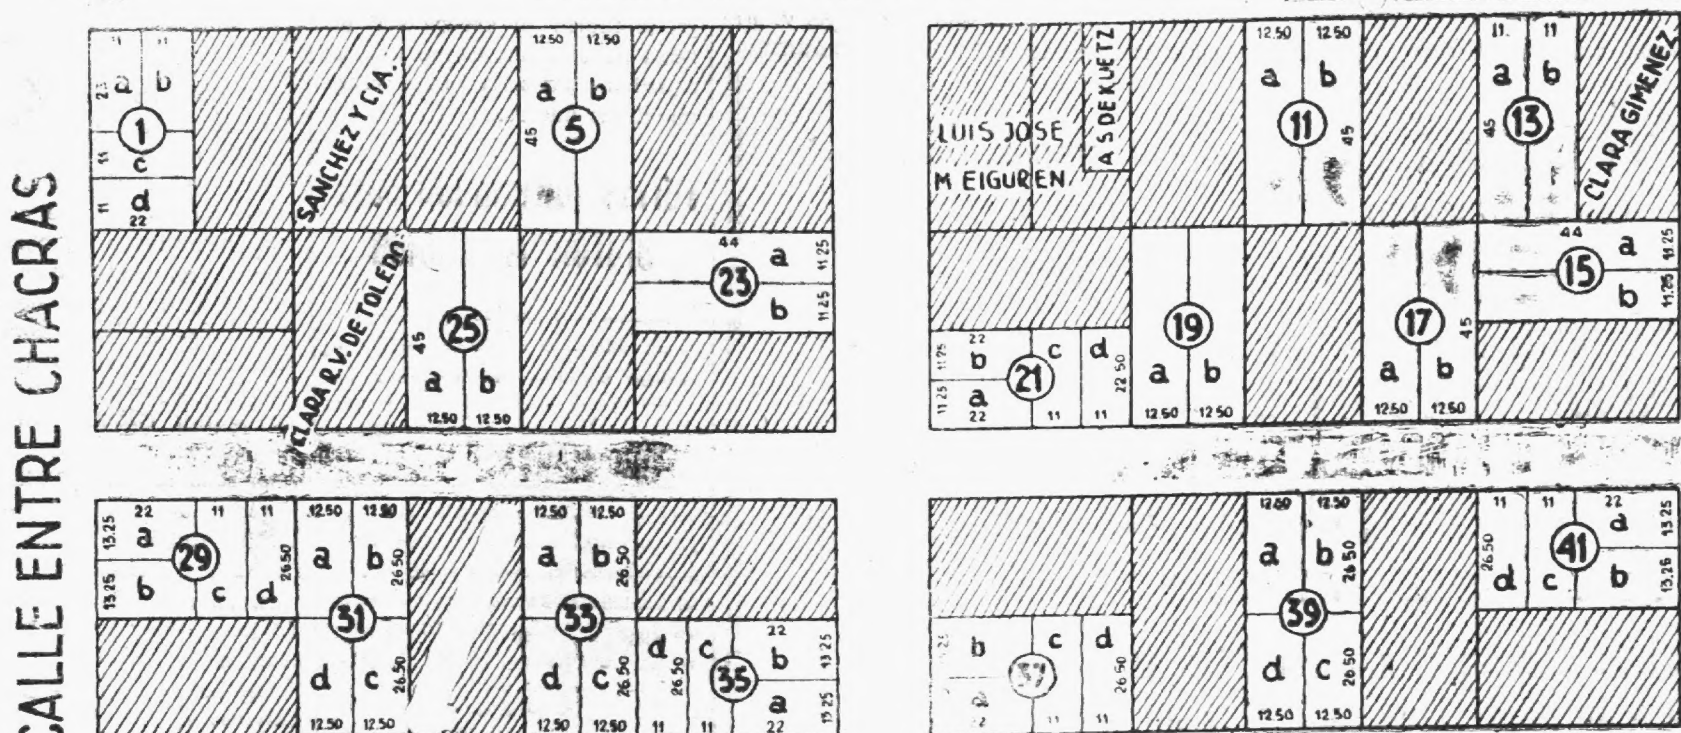 CALLE ENTRE CHACRAS
11 11
23 a b
1
11 c
11 d
22
SANCHEZ Y CIA.
12.50 12.50
a b
5
45
44
a 11.25
23
b 11.25
CLARA R.V. DE TOLEDO
25
45
a b
12.50 12.50
LUIS JOSE
M EIGUREN
A S DE KUETZ
12.50 12.50
a b
11
45
11 11
a b
13
45
CLARA GIMENEZ
44
a 11.25
15
b 11.25
22
11.25 b c d
21
22.50
11.25 a
22 11 11
19
a b
12.50 12.50
17
45
a b
12.50 12.50
22 11 11
13.25 a
29
13.25 b c d
26.50
12.50 12.50
a b
26.50
31
d c
26.50
12.50 12.50
12.50 12.50
a b
26.50
33
d c
26.50
12.50 12.50
d c 22
b 13.25
26.50
35
a 13.25
11 11 22
b c d
37
26.50
a
11 11
12.50 12.50
a b
26.50
39
d c
26.50
12.50 12.50
11 11 22
a 13.25
26.50
41
d c b 13.25